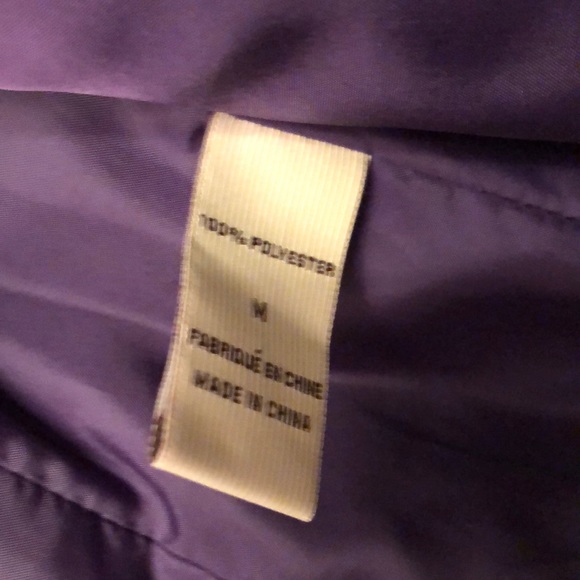 100% POLYESTER
M
FABRIQUÉ EN CHINE
MADE IN CHINA